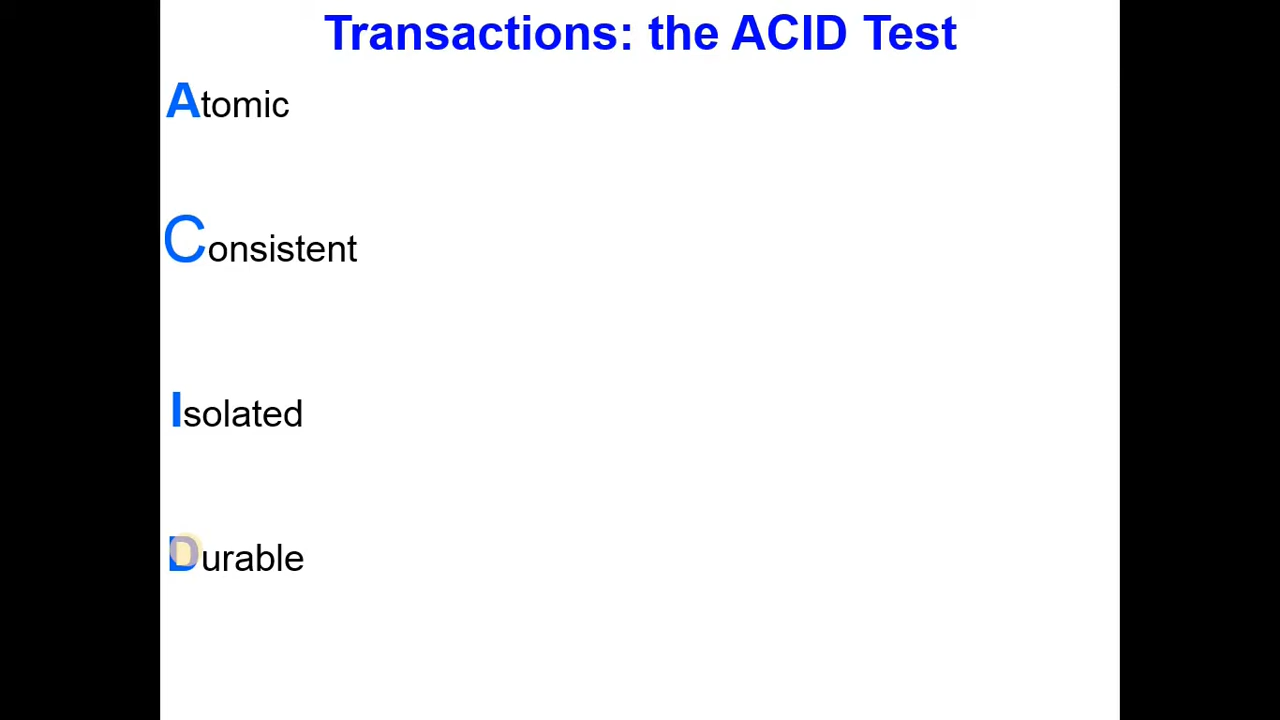 Transactions: the ACID Test
Atomic
Consistent
Isolated
Durable